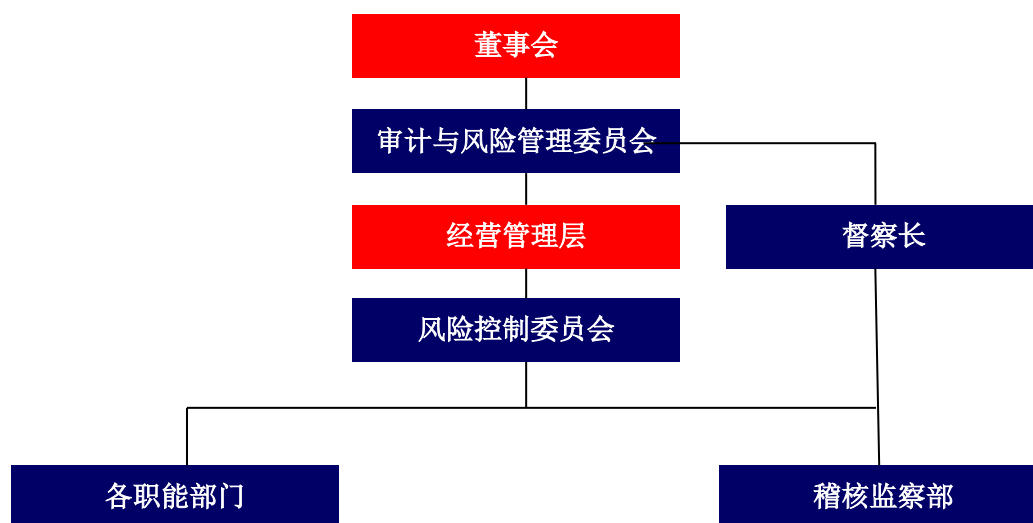 董事会
审计与风险管理委员会
经营管理层
督察长
风险控制委员会
各职能部门
稽核监察部